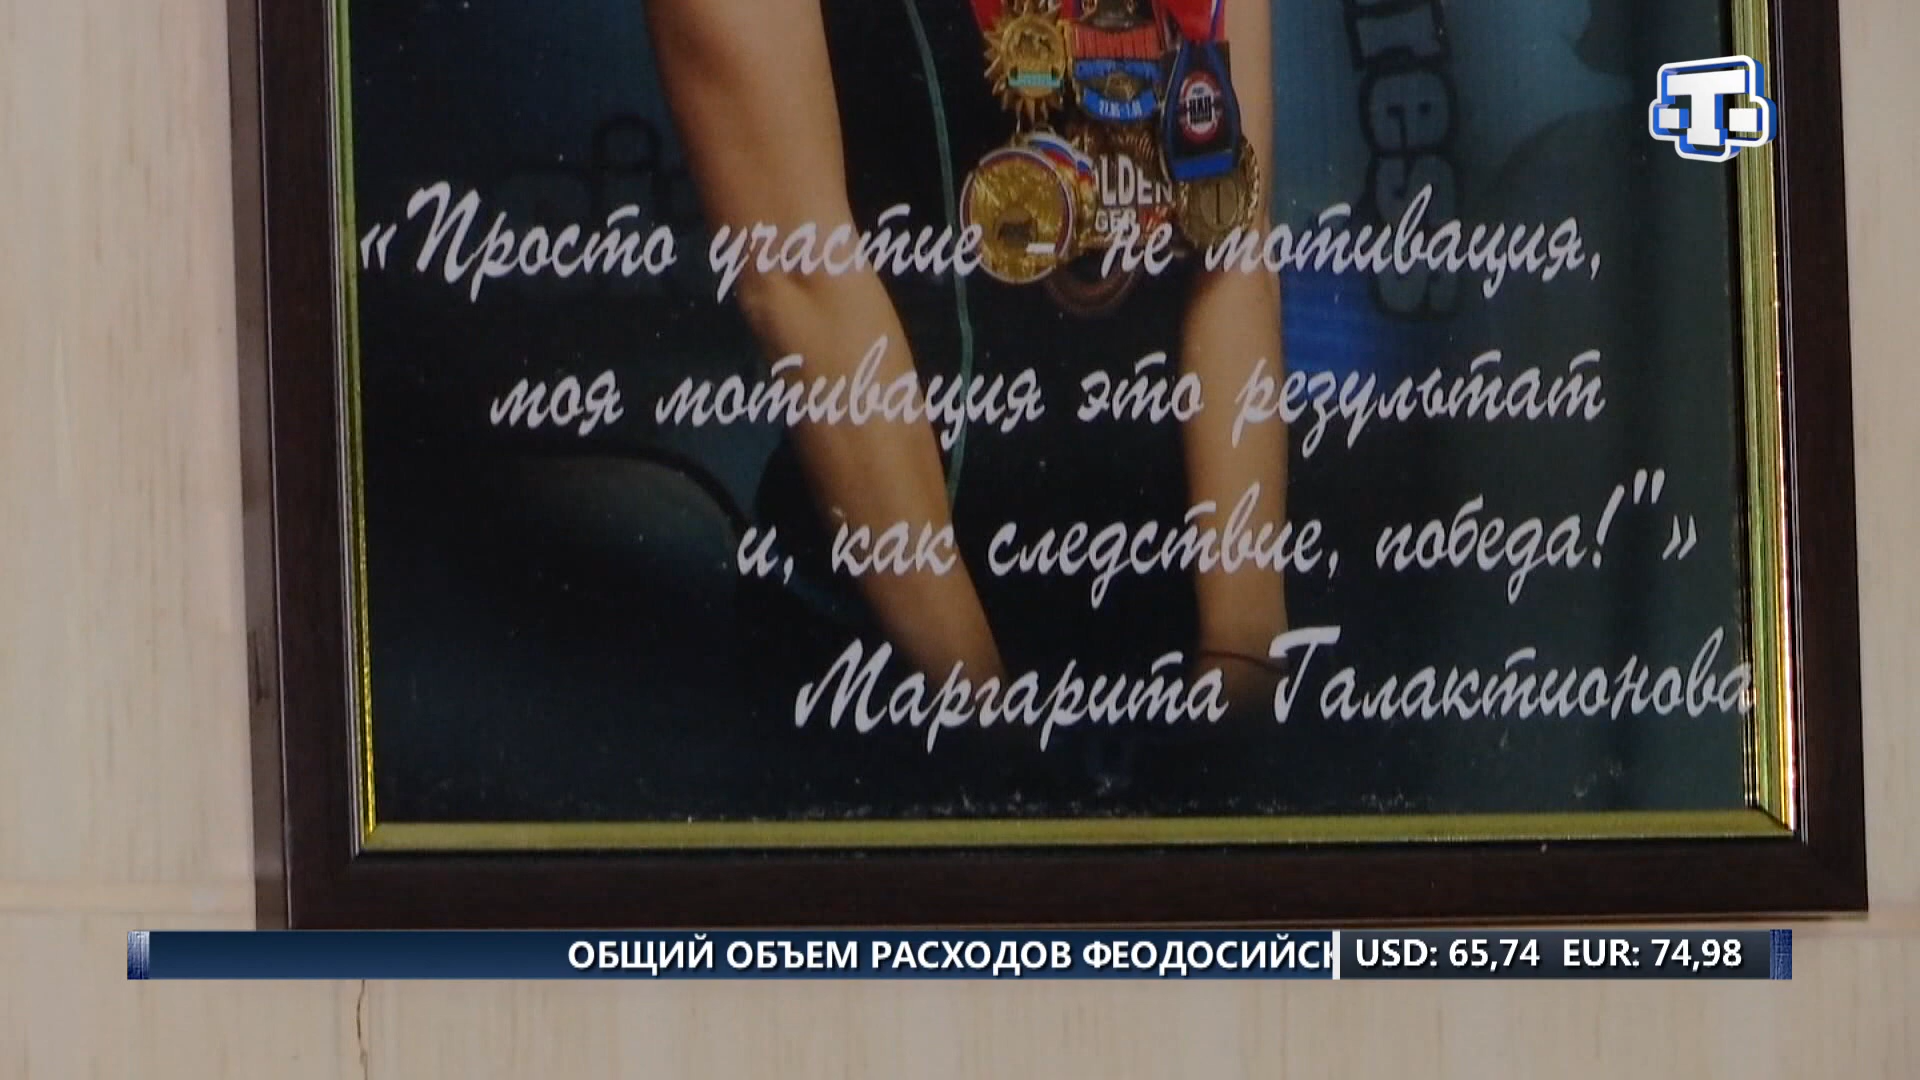 «Просто участие - не мотивация,
моя мотивация это результат
и, как следствие, победа!"»
Маргарита Галактионова
Т
ОБЩИЙ ОБЪЕМ РАСХОДОВ ФЕОДОСИЙСК
USD: 65,74 EUR: 74,98